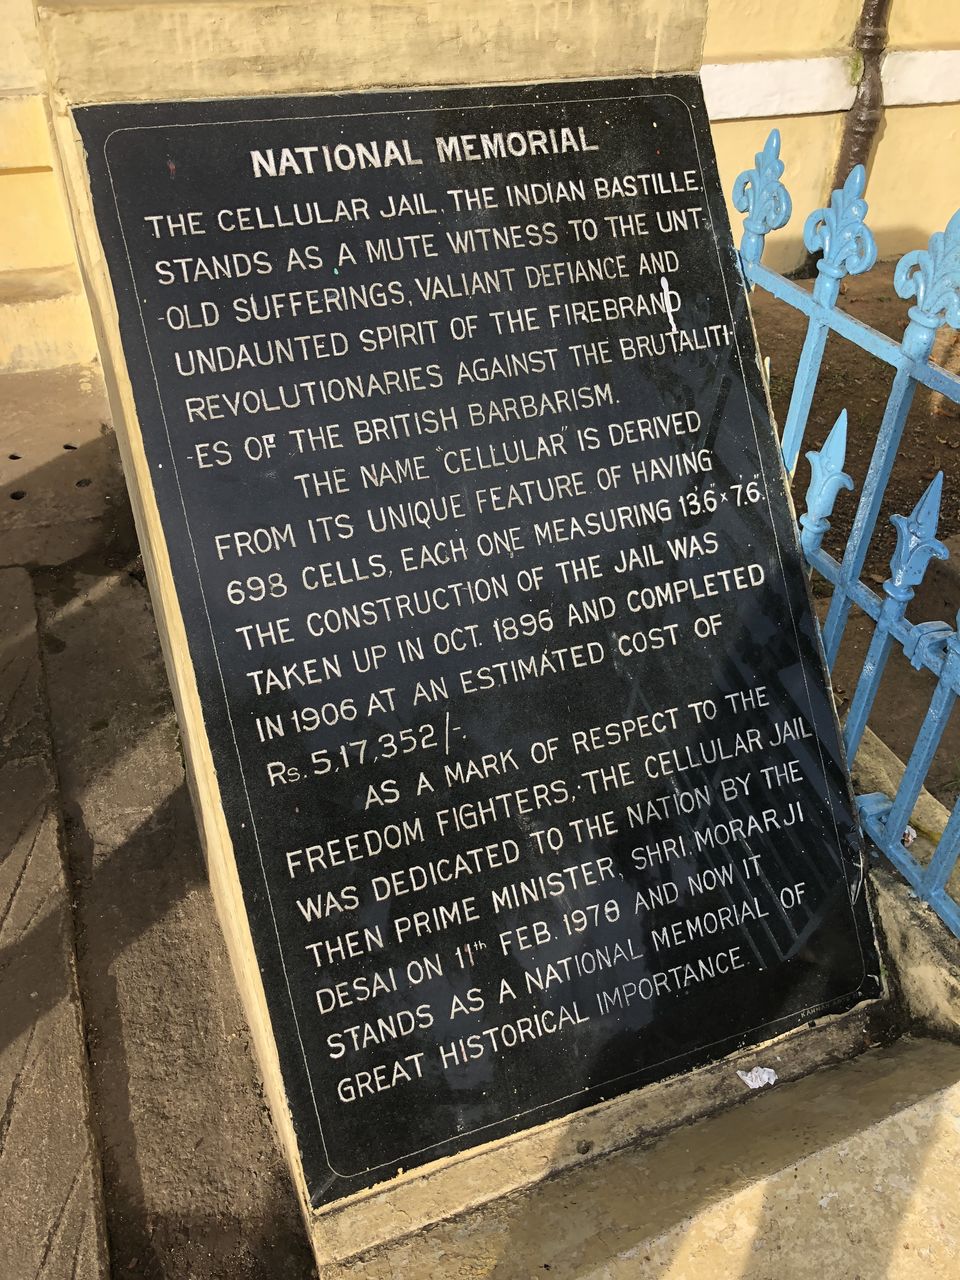 NATIONAL MEMORIAL
THE CELLULAR JAIL, THE INDIAN BASTILLE,
STANDS AS A MUTE WITNESS TO THE UNT-
-OLD SUFFERINGS, VALIANT DEFIANCE AND
UNDAUNTED SPIRIT OF THE FIREBRAND
REVOLUTIONARIES AGAINST THE BRUTALITI-
-ES OF THE BRITISH BARBARISM.
THE NAME "CELLULAR" IS DERIVED
FROM ITS UNIQUE FEATURE OF HAVING
698 CELLS, EACH ONE MEASURING 13'.6"×7'.6".
THE CONSTRUCTION OF THE JAIL WAS
TAKEN UP IN OCT. 1896 AND COMPLETED
IN 1906 AT AN ESTIMATED COST OF
Rs. 5,17,352/-.
AS A MARK OF RESPECT TO THE
FREEDOM FIGHTERS, THE CELLULAR JAIL
WAS DEDICATED TO THE NATION BY THE
THEN PRIME MINISTER, SHRI. MORARJI
DESAI ON 11th FEB. 1979 AND NOW IT
STANDS AS A NATIONAL MEMORIAL OF
GREAT HISTORICAL IMPORTANCE.